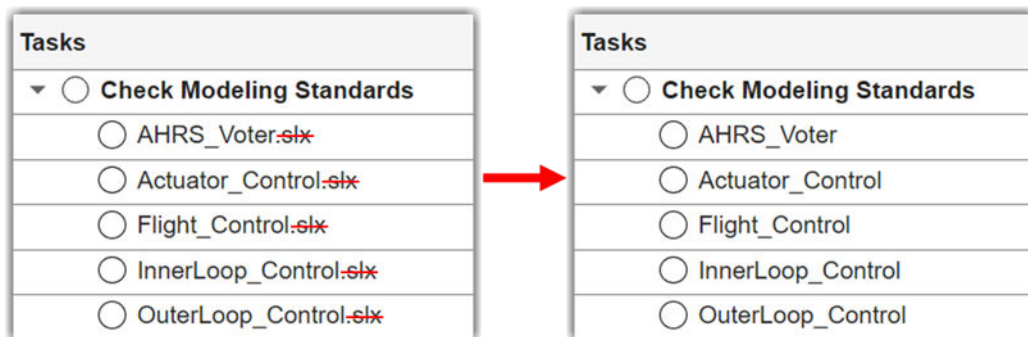 Tasks
Check Modeling Standards
AHRS_Voter.slx
Actuator_Control.slx
Flight_Control.slx
InnerLoop_Control.slx
OuterLoop_Control.slx
Tasks
Check Modeling Standards
AHRS_Voter
Actuator_Control
Flight_Control
InnerLoop_Control
OuterLoop_Control